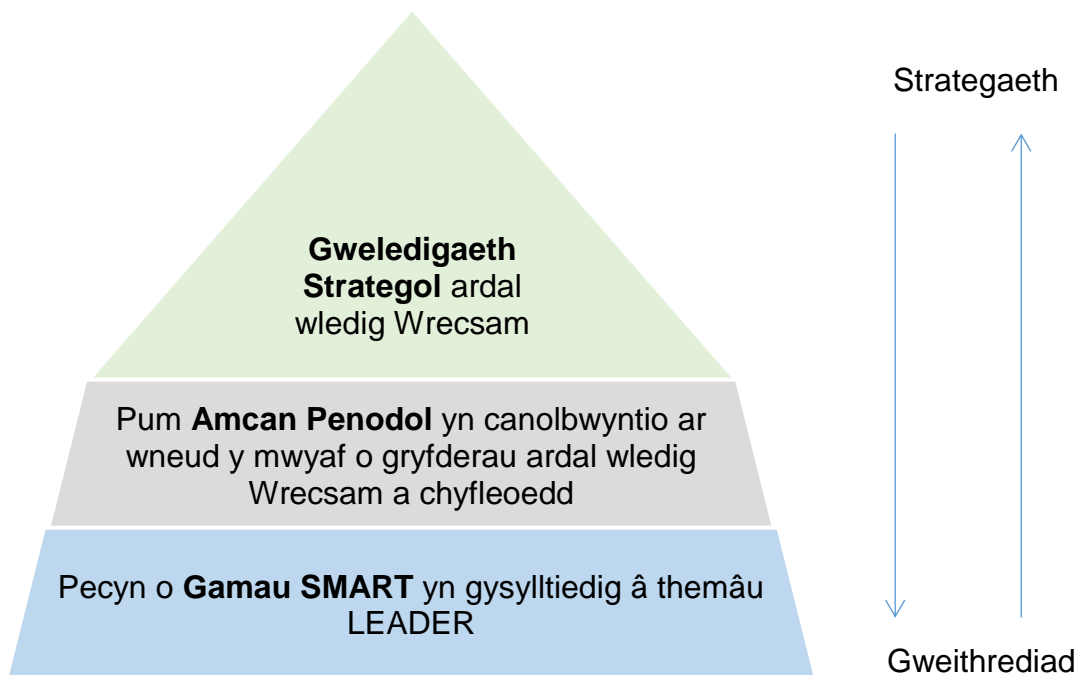 Strategaeth
Gweledigaeth
Strategol ardal
wledig Wrecsam
Pum Amcan Penodol yn canolbwyntio ar
wneud y mwyaf o gryfderau ardal wledig
Wrecsam a chyfleoedd
Pecyn o Gamau SMART yn gysylltiedig â themâu
LEADER
Gweithrediad